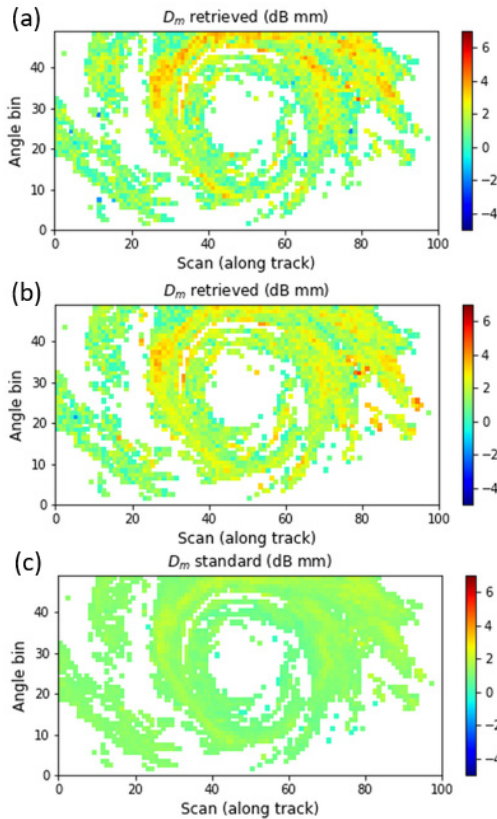 (a)
D_m retrieved (dB mm)
Angle bin
40
30
20
10
0
0 20 40 60 80 100
Scan (along track)
6
4
2
0
−2
−4
(b)
D_m retrieved (dB mm)
Angle bin
40
30
20
10
0
0 20 40 60 80 100
Scan (along track)
6
4
2
0
−2
−4
(c)
D_m standard (dB mm)
Angle bin
40
30
20
10
0
0 20 40 60 80 100
Scan (along track)
6
4
2
0
−2
−4